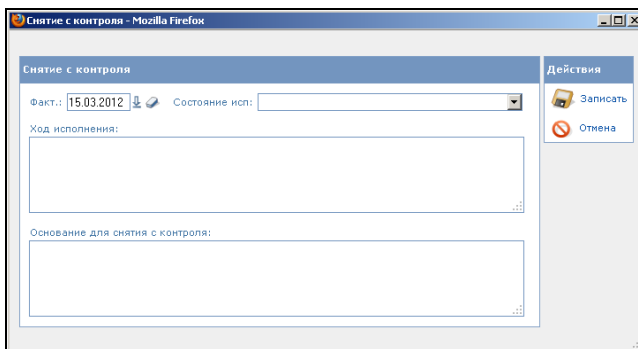 Снятие с контроля - Mozilla Firefox
Снятие с контроля
Действия
Факт.: 15.03.2012 Состояние исп:
Записать
Отмена
Ход исполнения:
Основание для снятия с контроля: